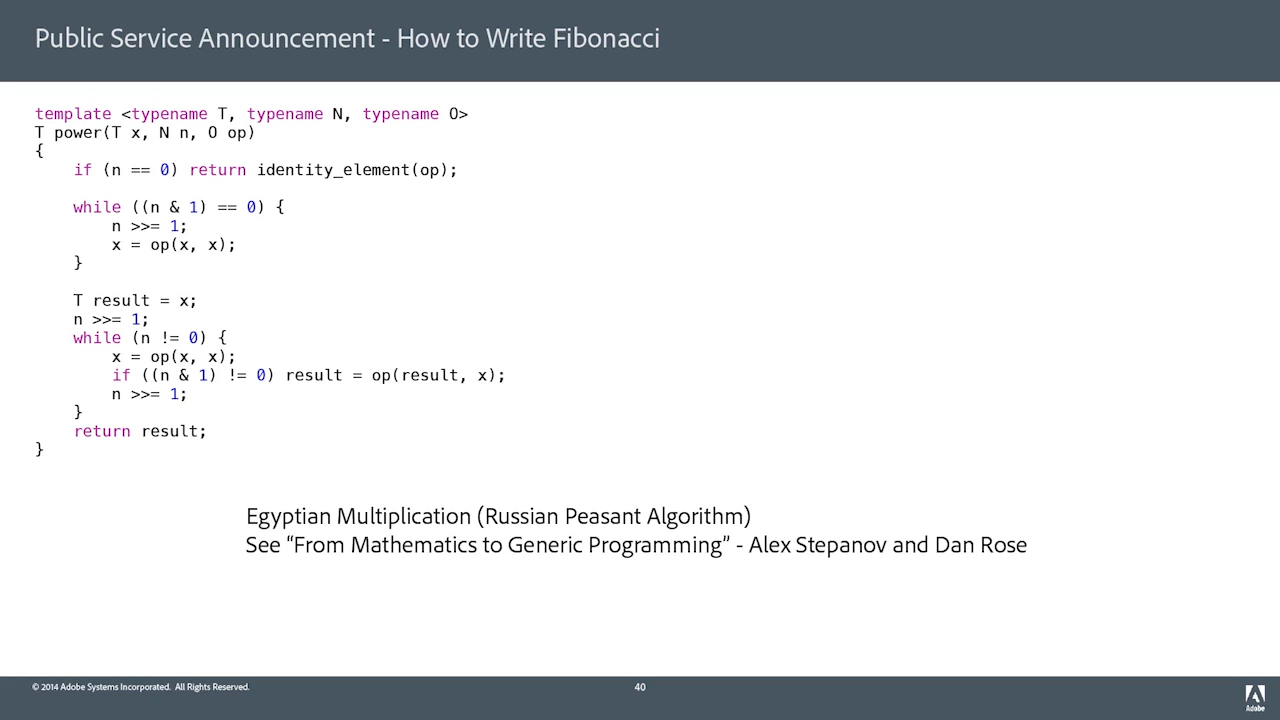 Public Service Announcement - How to Write Fibonacci
template <typename T, typename N, typename O>
T power(T x, N n, O op)
{
    if (n == 0) return identity_element(op);
    while ((n & 1) == 0) {
        n >>= 1;
        x = op(x, x);
    }
    T result = x;
    n >>= 1;
    while (n != 0) {
        x = op(x, x);
        if ((n & 1) != 0) result = op(result, x);
        n >>= 1;
    }
    return result;
}
Egyptian Multiplication (Russian Peasant Algorithm)
See “From Mathematics to Generic Programming” - Alex Stepanov and Dan Rose
© 2014 Adobe Systems Incorporated. All Rights Reserved.
40
Adobe